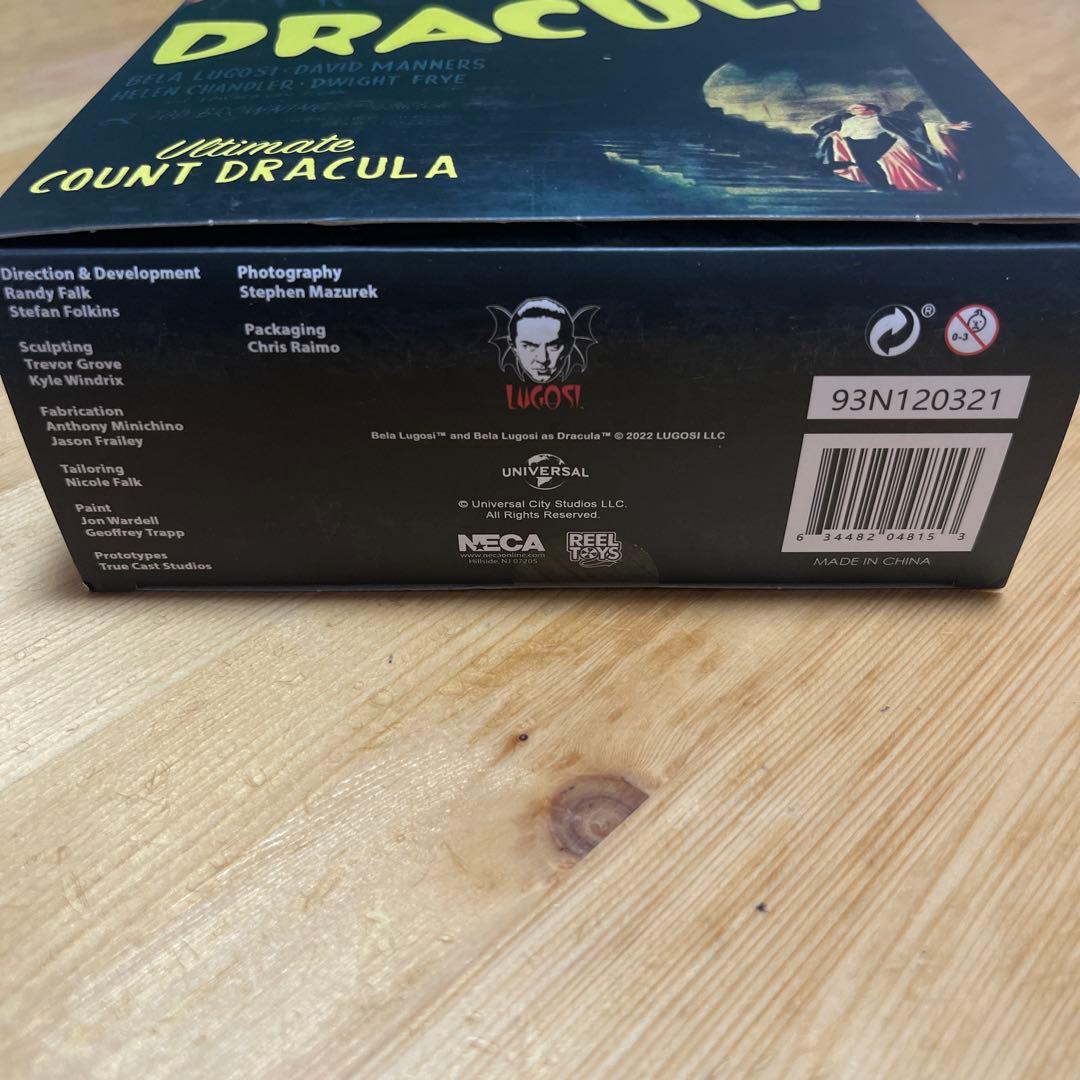 DRACULA
BELA LUGOSI · DAVID MANNERS
HELEN CHANDLER · DWIGHT FRYE
Ultimate
COUNT DRACULA
Direction & Development
Randy Falk
Stefan Folkins
Sculpting
Trevor Grove
Kyle Windrix
Fabrication
Anthony Minichino
Jason Frailey
Tailoring
Nicole Falk
Paint
Jon Wardell
Geoffrey Trapp
Prototypes
True Cast Studios
Photography
Stephen Mazurek
Packaging
Chris Raimo
LUGOSI
Bela Lugosi™ and Bela Lugosi as Dracula™ © 2022 LUGOSI LLC
UNIVERSAL
© Universal City Studios LLC.
All Rights Reserved.
NECA
www.necaonline.com
Hillside, NJ 07205
REEL
TOYS
®
0-3
93N120321
6 34482 04815 3
MADE IN CHINA